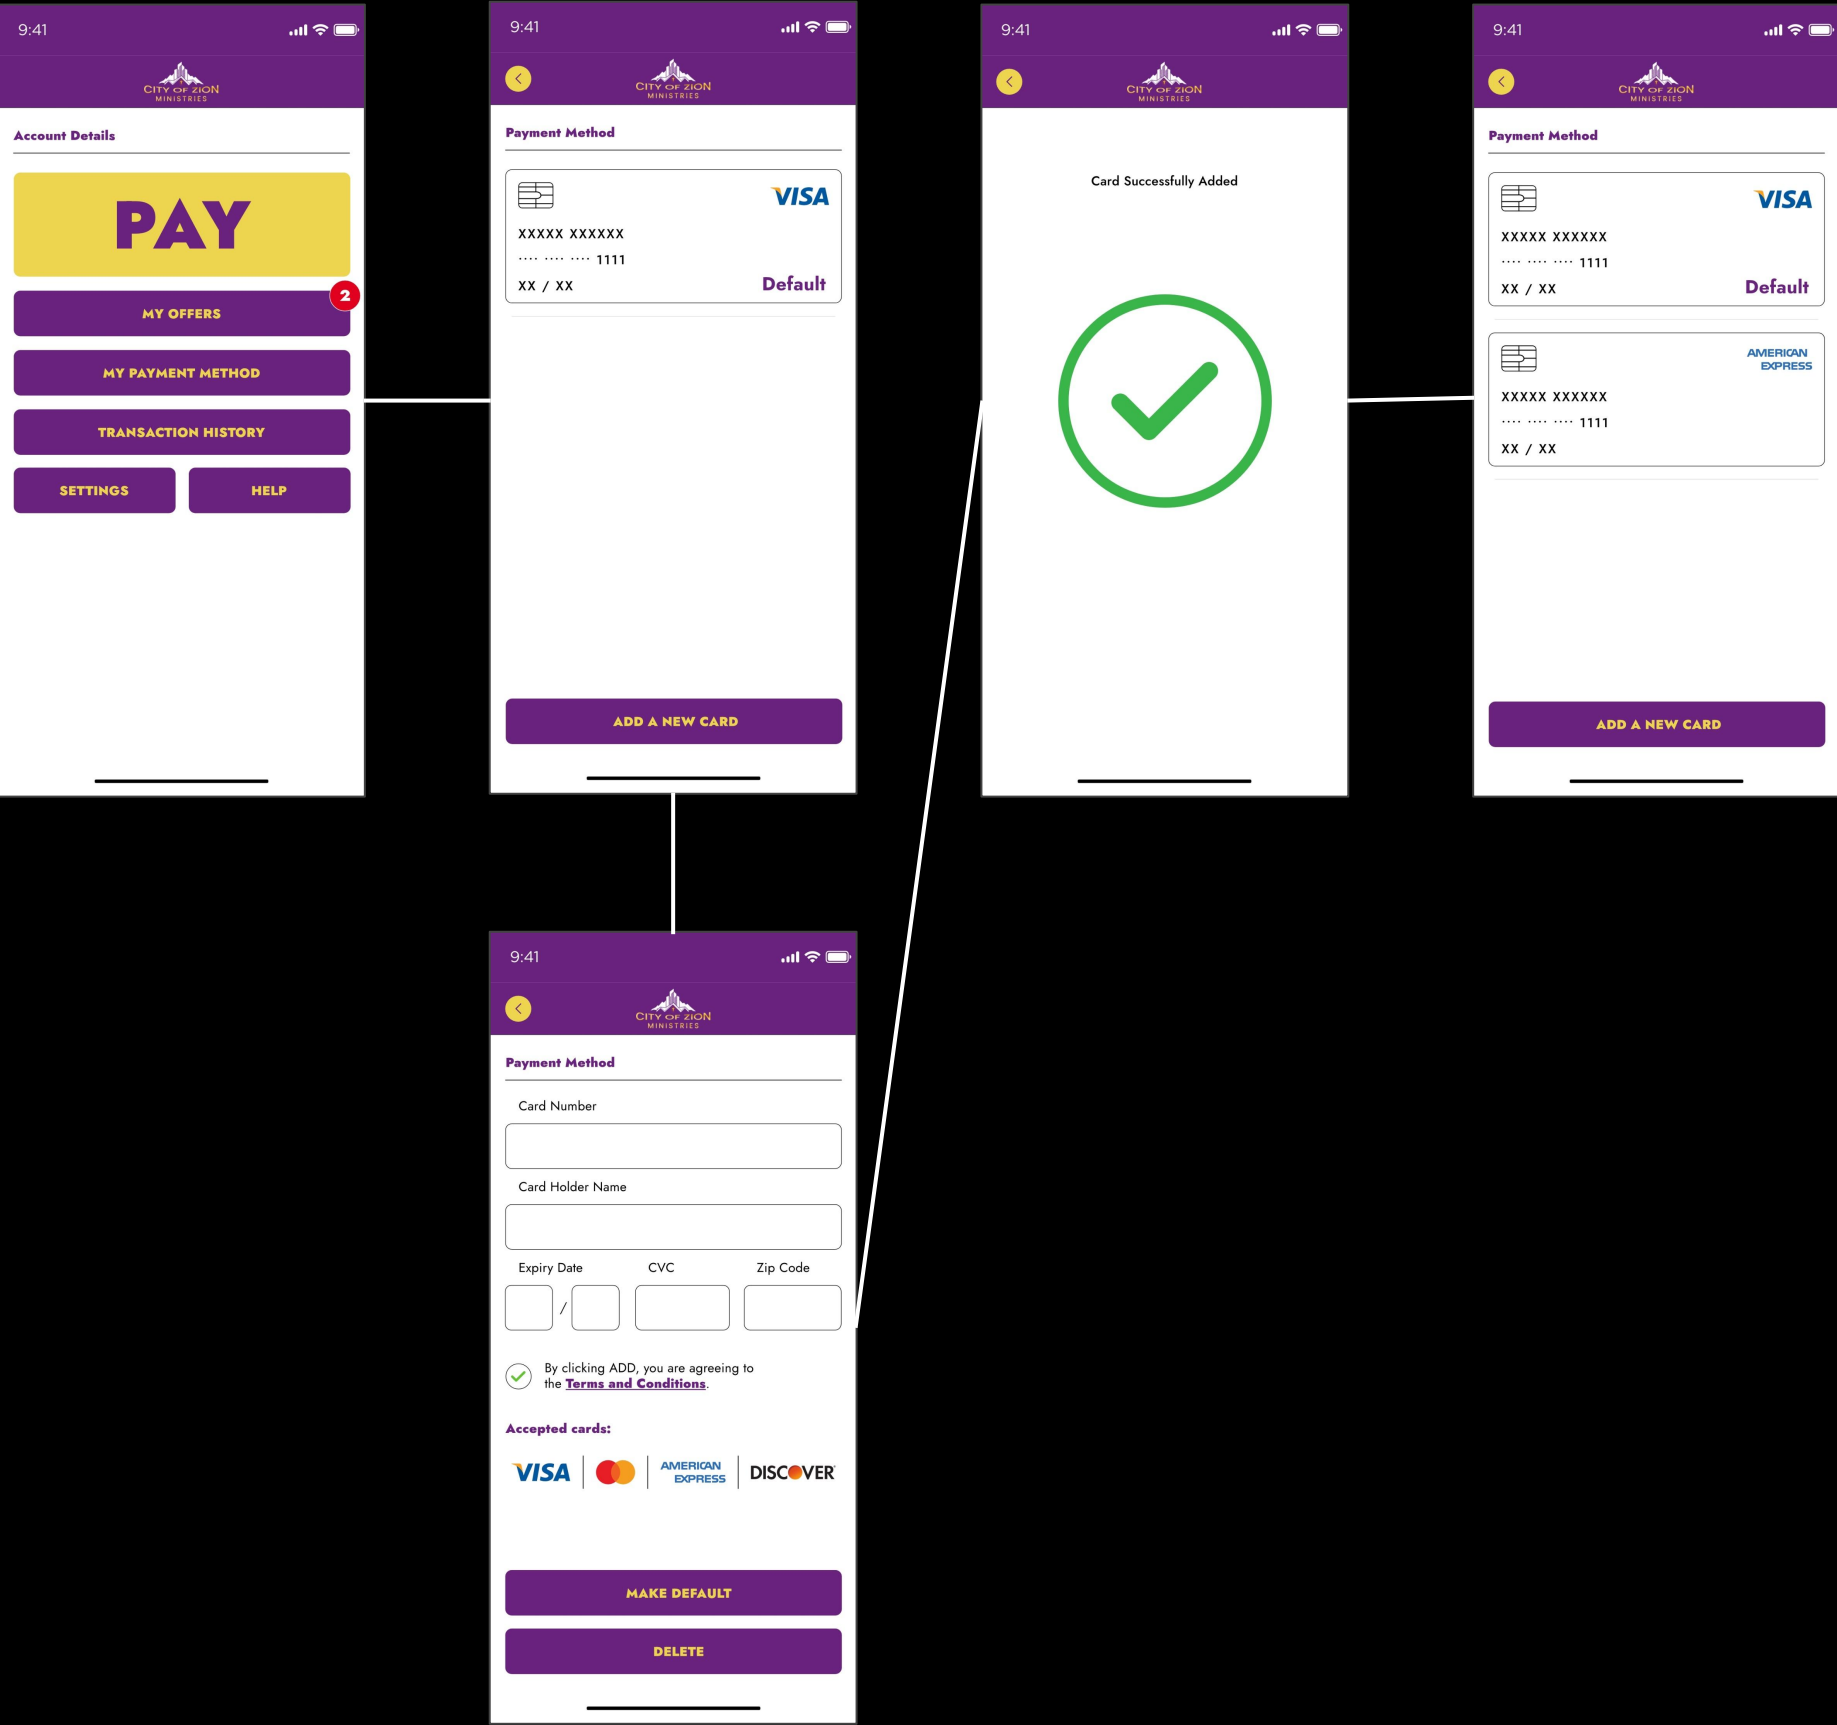 9:41
CITY OF ZION
MINISTRIES
Account Details
PAY
MY OFFERS
2
MY PAYMENT METHOD
TRANSACTION HISTORY
SETTINGS
HELP
9:41
CITY OF ZION
MINISTRIES
Payment Method
VISA
XXXXX XXXXXX
···· ···· ···· 1111
XX / XX
Default
ADD A NEW CARD
9:41
CITY OF ZION
MINISTRIES
Payment Method
Card Number
Card Holder Name
Expiry Date
CVC
Zip Code
/
By clicking ADD, you are agreeing to
the Terms and Conditions.
Accepted cards:
VISA
AMERICAN
EXPRESS
DISCOVER
MAKE DEFAULT
DELETE
9:41
CITY OF ZION
MINISTRIES
Card Successfully Added
9:41
CITY OF ZION
MINISTRIES
Payment Method
VISA
XXXXX XXXXXX
···· ···· ···· 1111
XX / XX
Default
AMERICAN
EXPRESS
XXXXX XXXXXX
···· ···· ···· 1111
XX / XX
ADD A NEW CARD